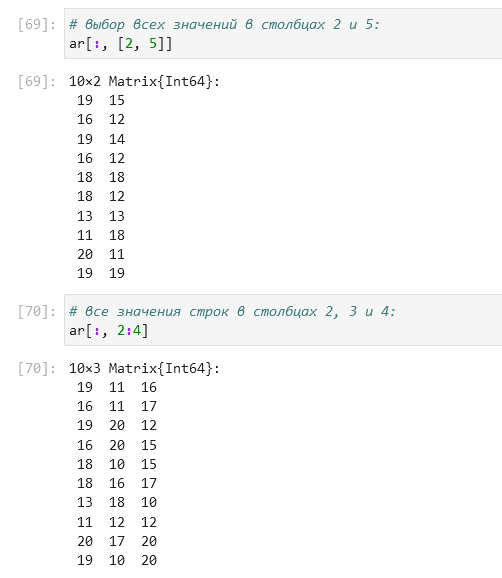 [69]: # выбор всех значений в столбцах 2 и 5:
ar[:, [2, 5]]
[69]: 10×2 Matrix{Int64}:
19 15
16 12
19 14
16 12
18 18
18 12
13 13
11 18
20 11
19 19
[70]: # все значения строк в столбцах 2, 3 и 4:
ar[:, 2:4]
[70]: 10×3 Matrix{Int64}:
19 11 16
16 11 17
19 20 12
16 20 15
18 10 15
18 16 17
13 18 10
11 12 12
20 17 20
19 10 20